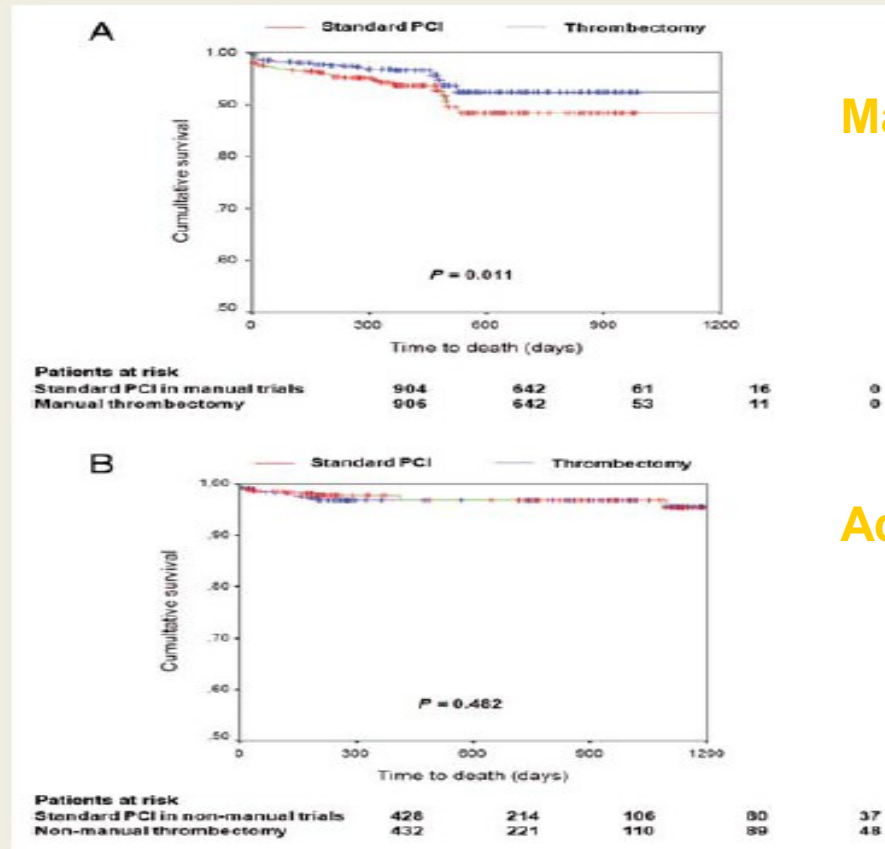 A
Standard PCI Thrombectomy
1.00
.90
.80
.70
.60
.50
Cumultative survival
P = 0.011
0 300 600 900 1200
Time to death (days)
Patients at risk
Standard PCI in manual trials 904 642 61 16 0
Manual thrombectomy 906 642 53 11 0
Ma
B
Standard PCI Thrombectomy
1.00
.90
.80
.70
.60
.50
Cumultative survival
P = 0.482
0 300 600 900 1200
Time to death (days)
Patients at risk
Standard PCI in non-manual trials 428 214 106 80 37
Non-manual thrombectomy 432 221 110 89 48